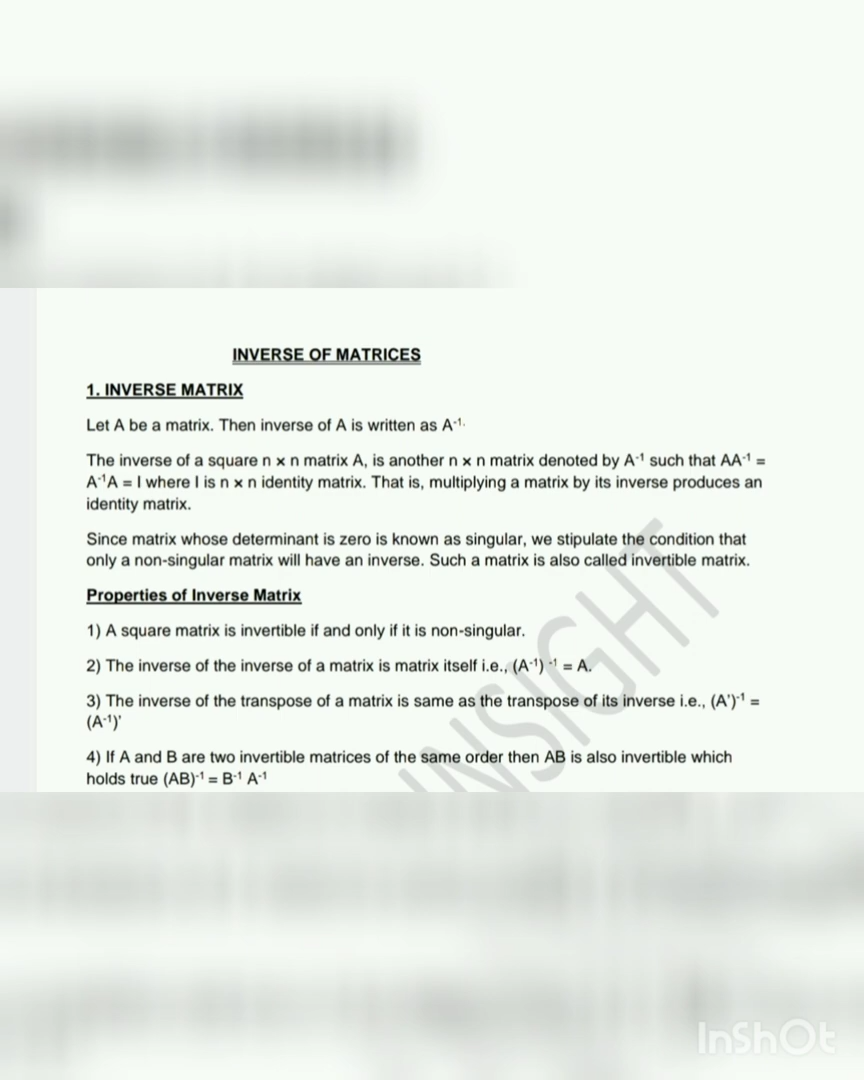 INVERSE OF MATRICES
1. INVERSE MATRIX
Let A be a matrix. Then inverse of A is written as A⁻¹.
The inverse of a square n × n matrix A, is another n × n matrix denoted by A⁻¹ such that AA⁻¹ =
A⁻¹A = I where I is n × n identity matrix. That is, multiplying a matrix by its inverse produces an
identity matrix.
Since matrix whose determinant is zero is known as singular, we stipulate the condition that
only a non-singular matrix will have an inverse. Such a matrix is also called invertible matrix.
Properties of Inverse Matrix
1) A square matrix is invertible if and only if it is non-singular.
2) The inverse of the inverse of a matrix is matrix itself i.e., (A⁻¹) ⁻¹ = A.
3) The inverse of the transpose of a matrix is same as the transpose of its inverse i.e., (A')⁻¹ =
(A⁻¹)'
4) If A and B are two invertible matrices of the same order then AB is also invertible which
holds true (AB)⁻¹ = B⁻¹ A⁻¹
INSIGHT
InShOt